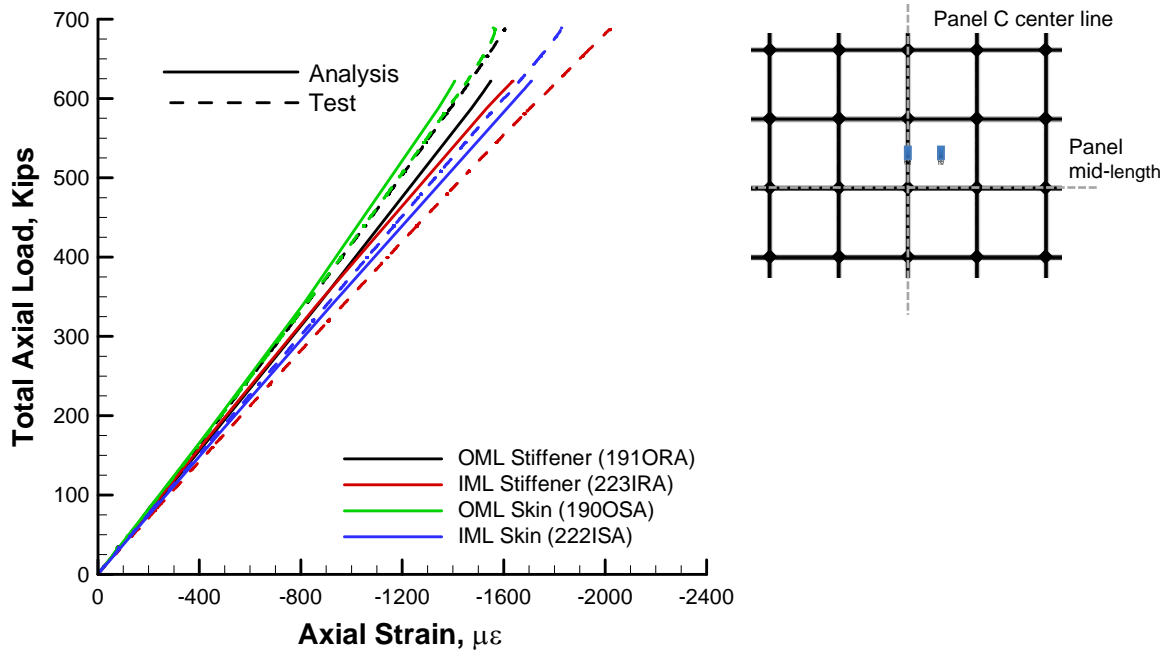 700
600
500
400
300
200
100
0
Total Axial Load, Kips
Analysis
Test
OML Stiffener (191ORA)
IML Stiffener (223IRA)
OML Skin (190OSA)
IML Skin (222ISA)
0 -400 -800 -1200 -1600 -2000 -2400
Axial Strain, με
Panel C center line
Panel
mid-length